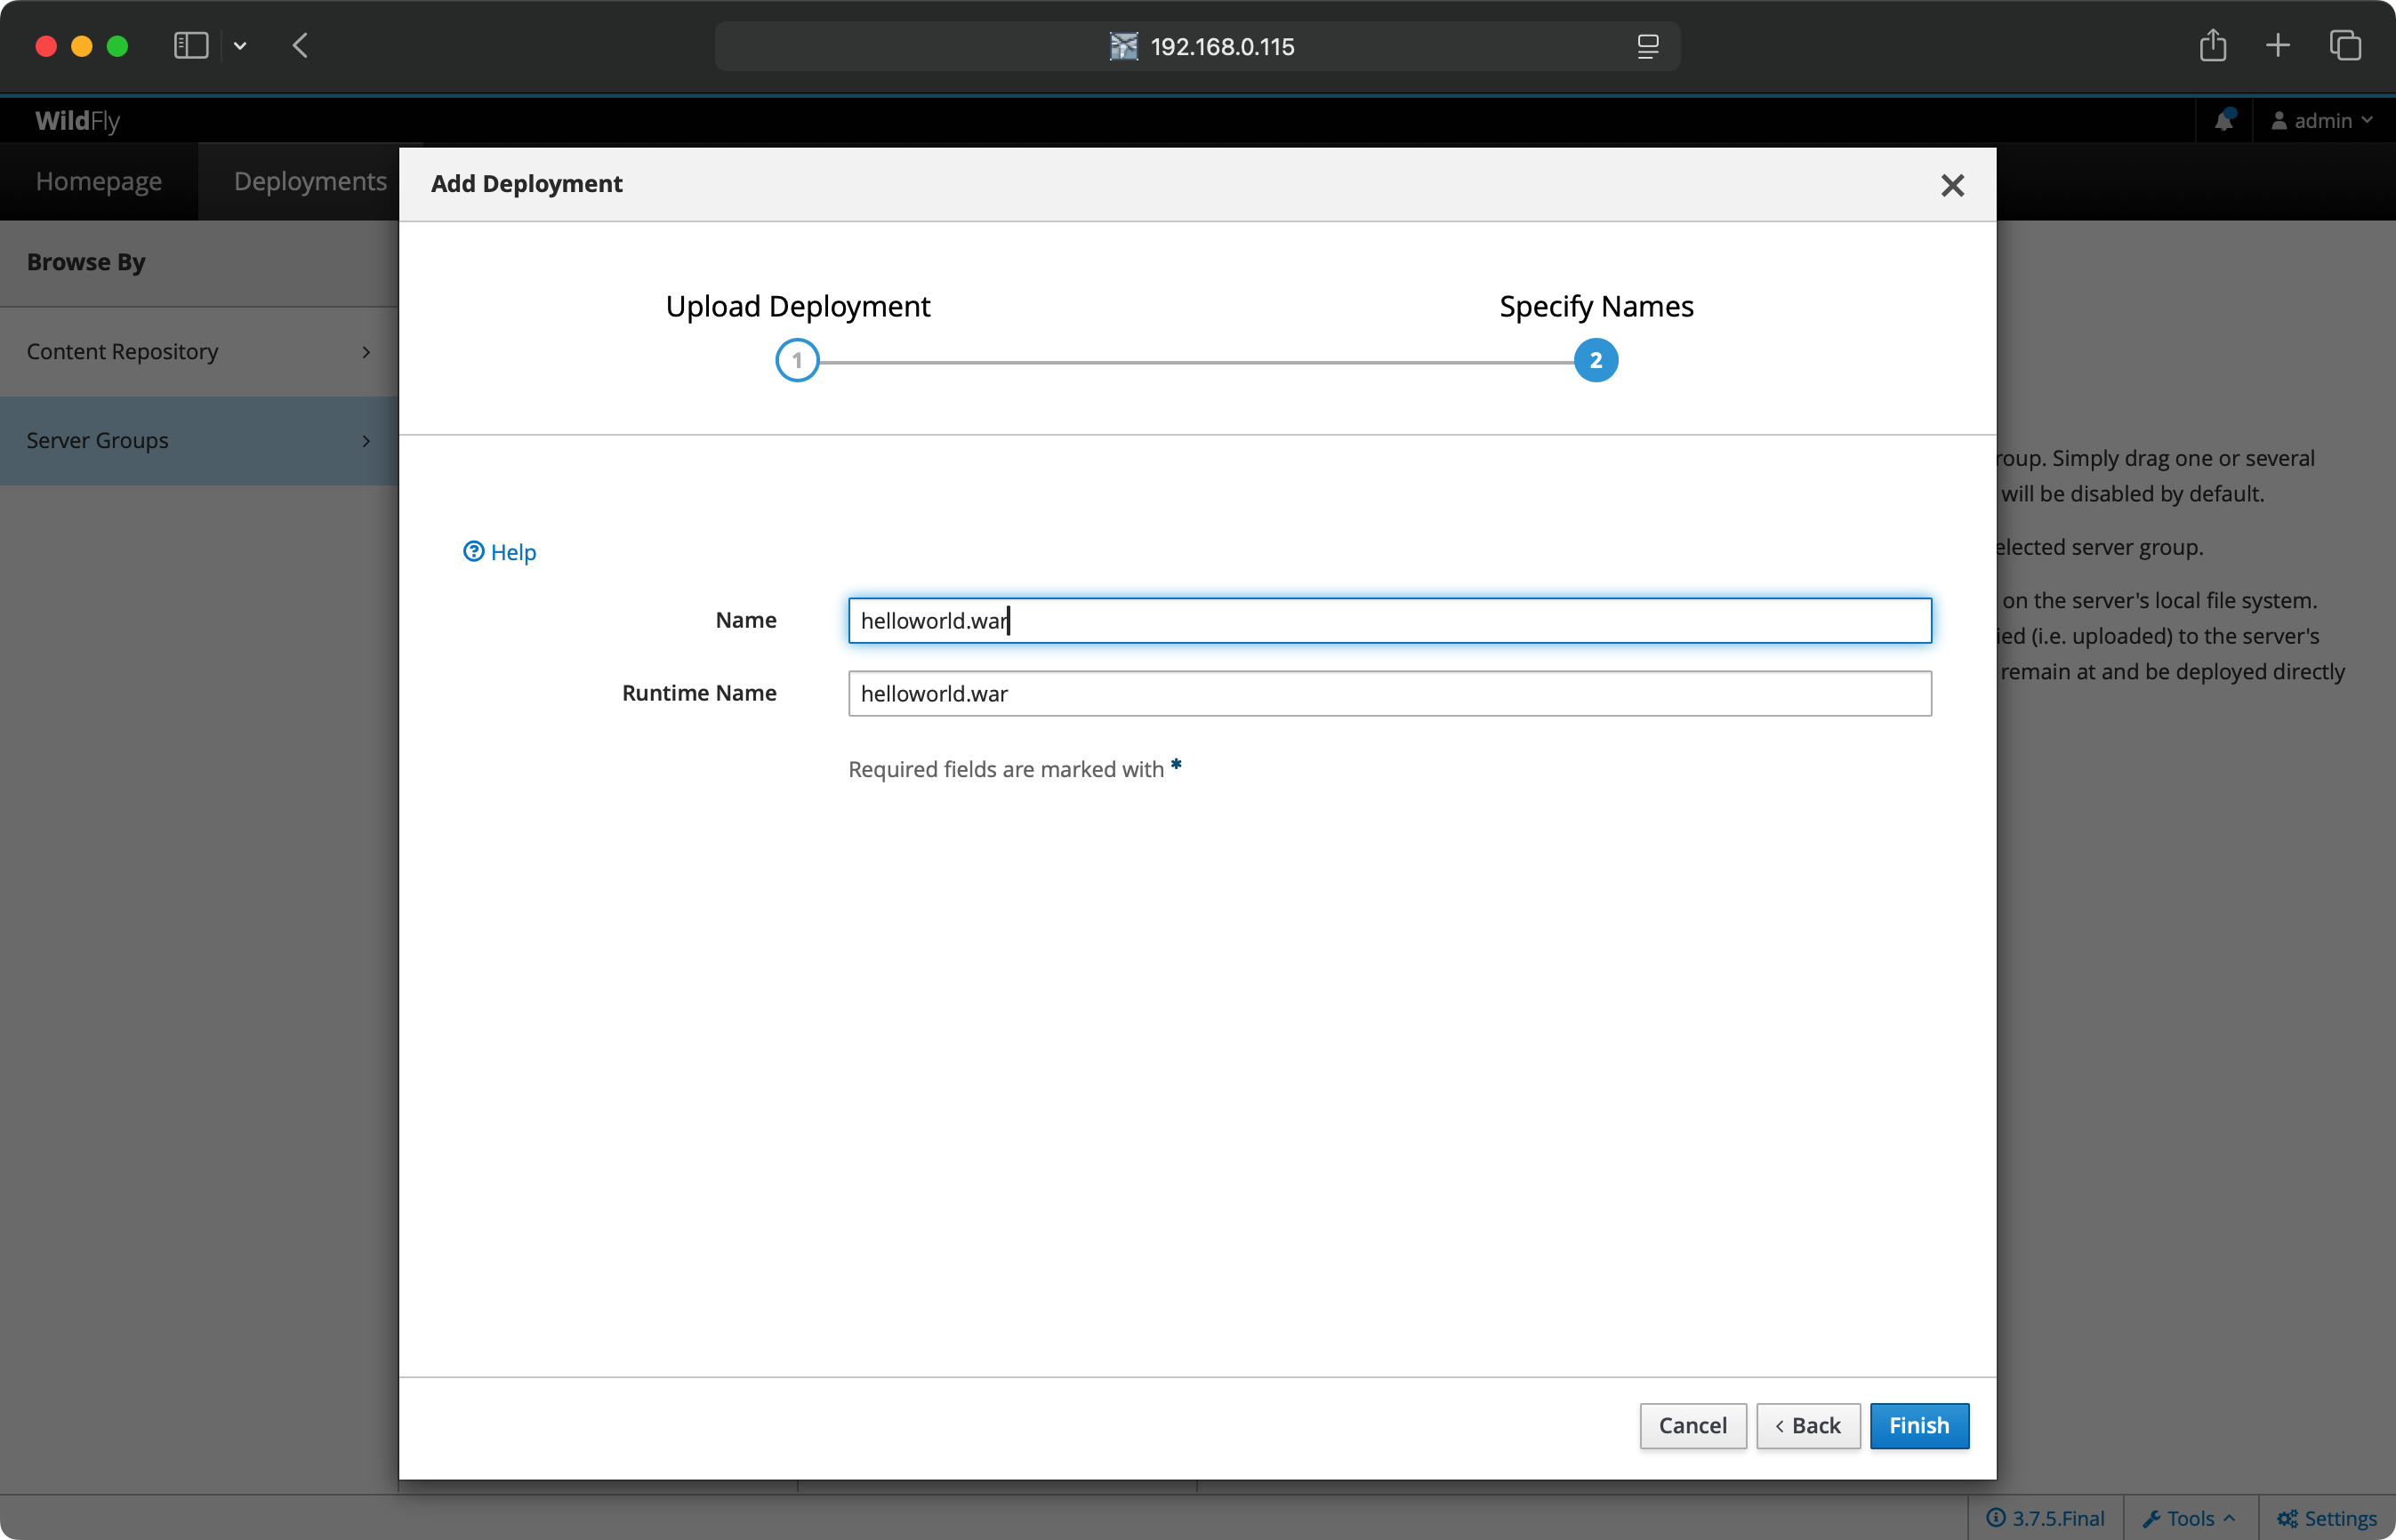 192.168.0.115
WildFly
admin
Homepage
Deployments
Add Deployment
Browse By
Content Repository
Server Groups
Upload Deployment
Specify Names
1
2
roup. Simply drag one or several
will be disabled by default.
elected server group.
on the server's local file system.
ied (i.e. uploaded) to the server's
remain at and be deployed directly
Help
Name
helloworld.war
Runtime Name
helloworld.war
Required fields are marked with *
Cancel
Back
Finish
3.7.5.Final
Tools
Settings